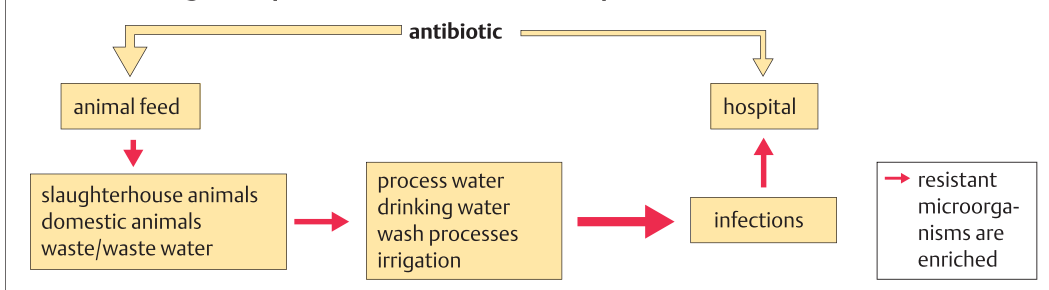 antibiotic
animal feed
hospital
slaughterhouse animals
domestic animals
waste/waste water
process water
drinking water
wash processes
irrigation
infections
resistant
microorga-
nisms are
enriched